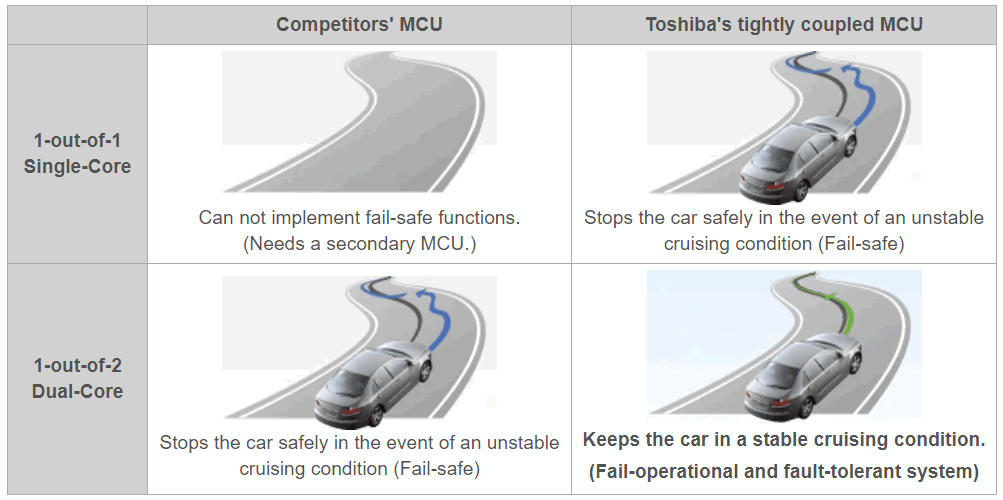 Competitors' MCU
Toshiba's tightly coupled MCU
1-out-of-1
Single-Core
Can not implement fail-safe functions.
(Needs a secondary MCU.)
Stops the car safely in the event of an unstable
cruising condition (Fail-safe)
1-out-of-2
Dual-Core
Stops the car safely in the event of an unstable
cruising condition (Fail-safe)
Keeps the car in a stable cruising condition.
(Fail-operational and fault-tolerant system)